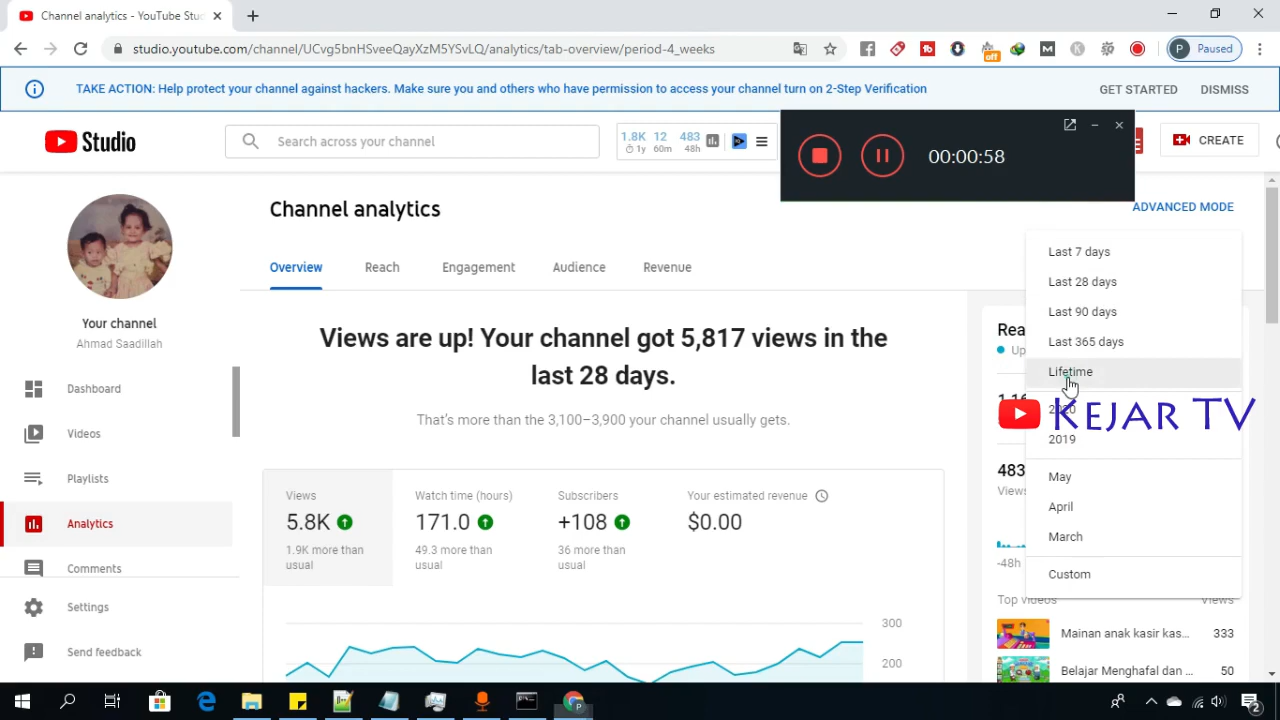 Channel analytics - YouTube Stu
studio.youtube.com/channel/UCvg5bnHSveeQayXzM5YSvLQ/analytics/tab-overview/period-4_weeks
off
P Paused
TAKE ACTION: Help protect your channel against hackers. Make sure you and others who have permission to access your channel turn on 2-Step Verification
GET STARTED
DISMISS
Studio
Search across your channel
1.8K 12 483
1y 60m 48h
00:00:58
CREATE
Your channel
Ahmad Saadillah
Dashboard
Videos
Playlists
Analytics
Comments
Settings
Send feedback
Channel analytics
ADVANCED MODE
Overview Reach Engagement Audience Revenue
Views are up! Your channel got 5,817 views in the
last 28 days.
That's more than the 3,100–3,900 your channel usually gets.
Views
5.8K
1.9K more than
usual
Watch time (hours)
171.0
49.3 more than
usual
Subscribers
+108
36 more than
usual
Your estimated revenue
$0.00
300
200
Last 7 days
Last 28 days
Last 90 days
Last 365 days
Lifetime
2020
2019
May
April
March
Custom
KEJAR TV
Rea
Up
483
Views
-48h
Top videos Views
Mainan anak kasir kas... 333
Belajar Menghafal dan ... 50
P
2